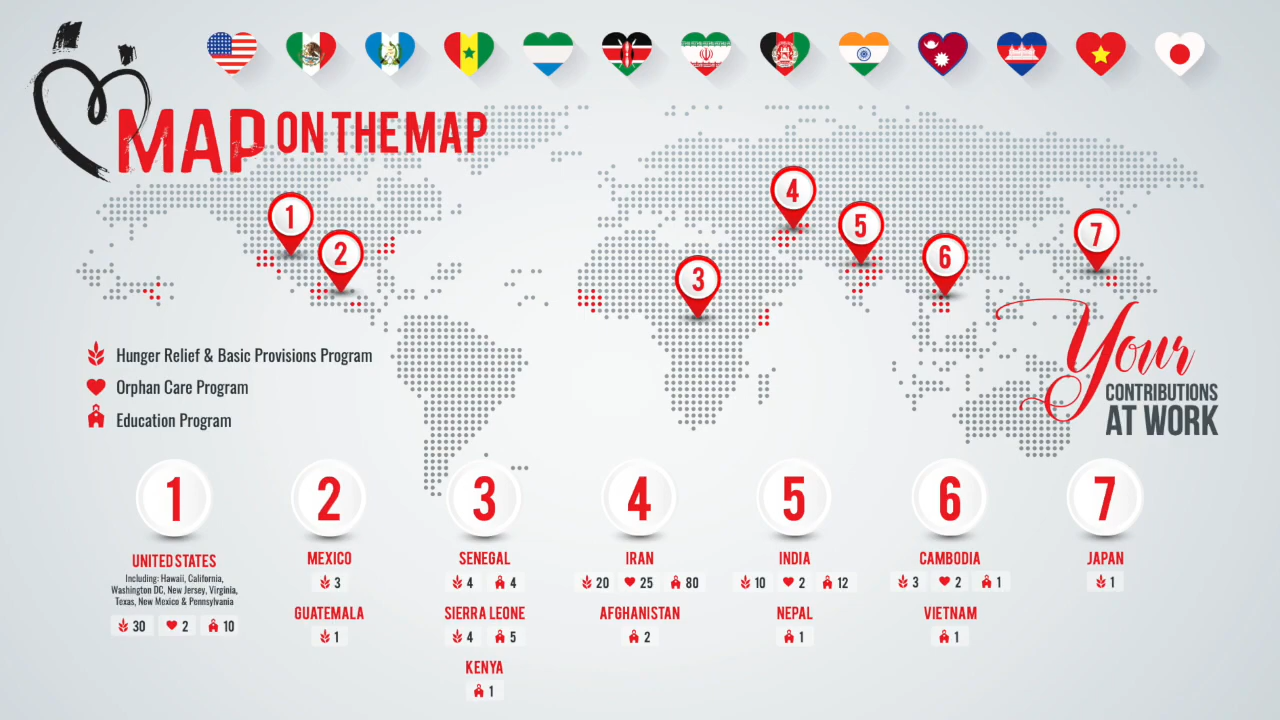 MAP ON THE MAP
1
2
3
4
5
6
7
Hunger Relief & Basic Provisions Program
Orphan Care Program
Education Program
Your
CONTRIBUTIONS
AT WORK
1
UNITED STATES
Including: Hawaii, California,
Washington DC, New Jersey, Virginia,
Texas, New Mexico & Pennsylvania
30 2 10
2
MEXICO
3
GUATEMALA
1
3
SENEGAL
4 4
SIERRA LEONE
4 5
KENYA
1
4
IRAN
20 25 80
AFGHANISTAN
2
5
INDIA
10 2 12
NEPAL
1
6
CAMBODIA
3 2 1
VIETNAM
1
7
JAPAN
1